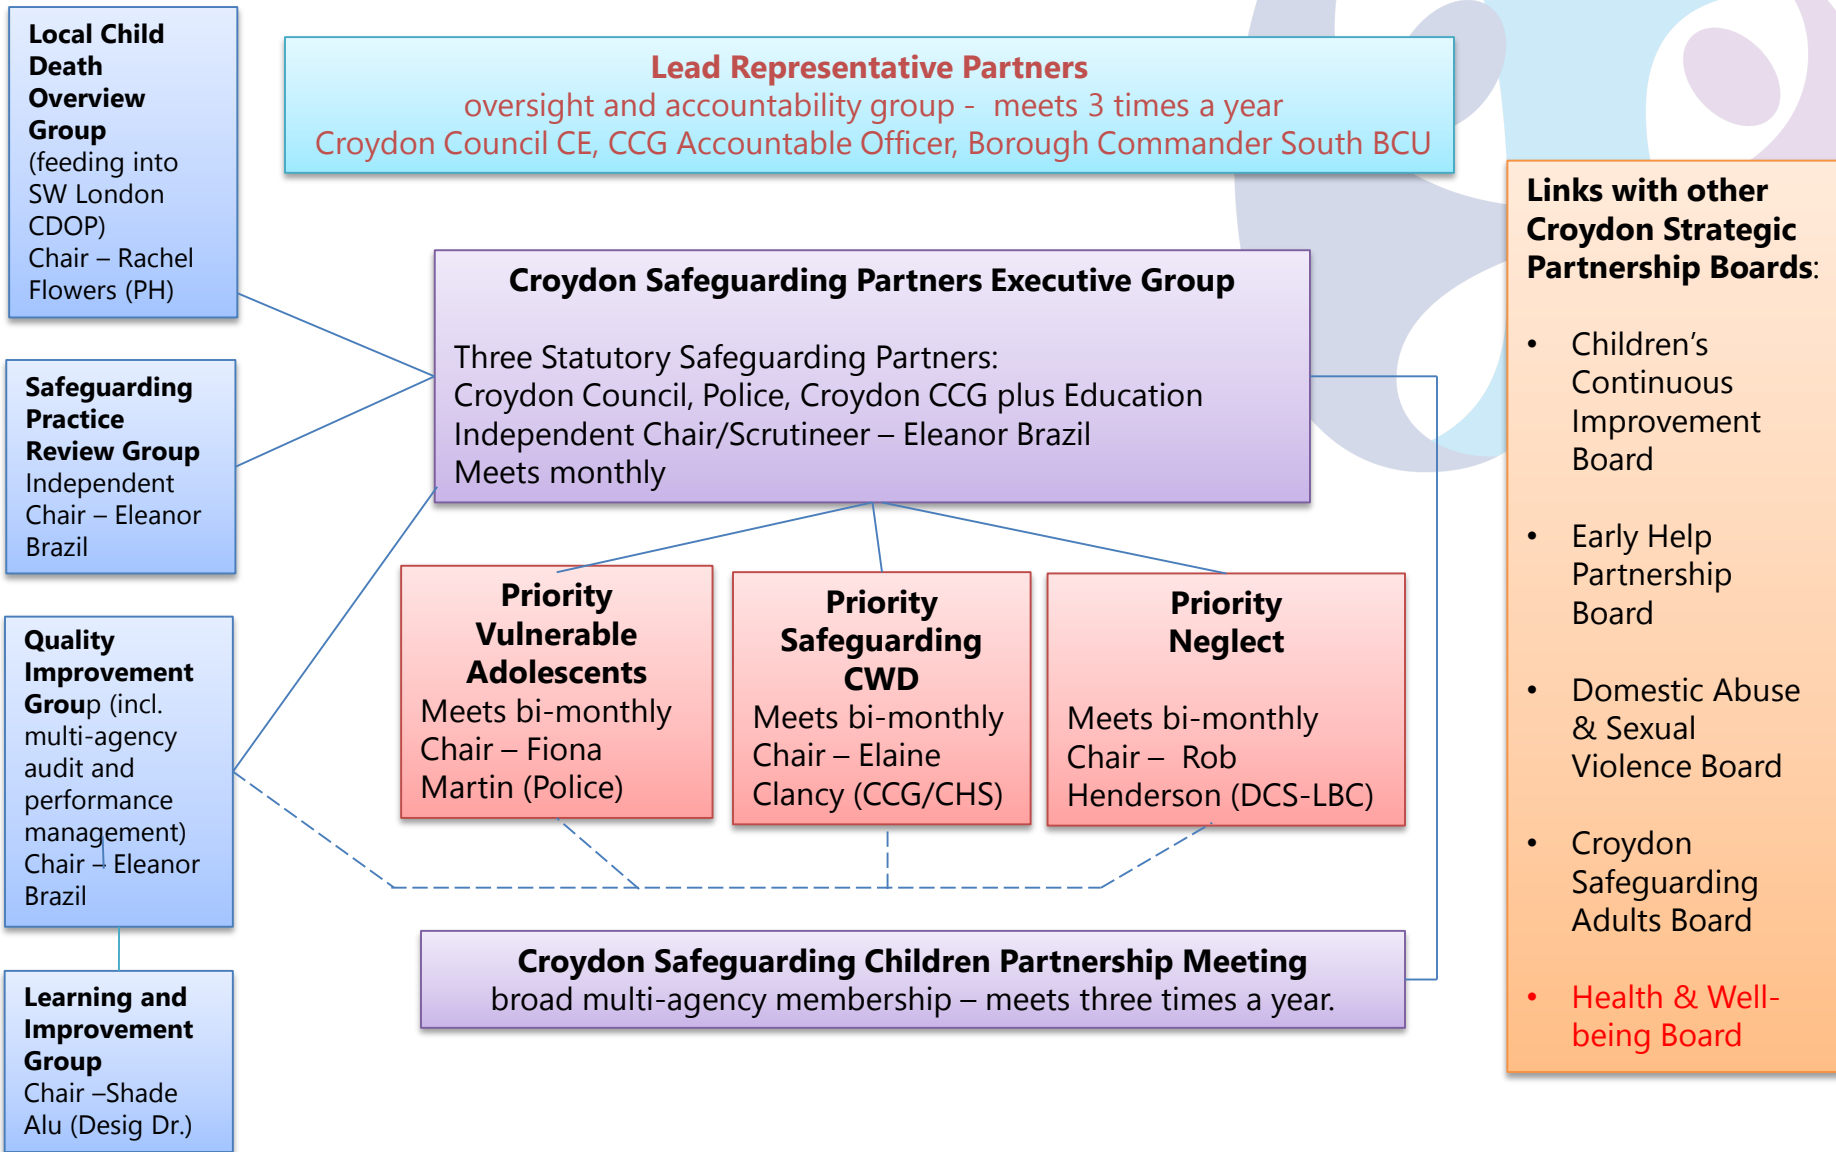 Local Child
Death
Overview
Group
(feeding into
SW London
CDOP)
Chair – Rachel
Flowers (PH)
Lead Representative Partners
oversight and accountability group -  meets 3 times a year
Croydon Council CE, CCG Accountable Officer, Borough Commander South BCU
Safeguarding
Practice
Review Group
Independent
Chair – Eleanor
Brazil
Croydon Safeguarding Partners Executive Group
Three Statutory Safeguarding Partners:
Croydon Council, Police, Croydon CCG plus Education
Independent Chair/Scrutineer – Eleanor Brazil
Meets monthly
Quality
Improvement
Group (incl.
multi-agency
audit and
performance
management)
Chair – Eleanor
Brazil
Priority
Vulnerable
Adolescents
Meets bi-monthly
Chair – Fiona
Martin (Police)
Priority
Safeguarding
CWD
Meets bi-monthly
Chair – Elaine
Clancy (CCG/CHS)
Priority
Neglect
Meets bi-monthly
Chair –  Rob
Henderson (DCS-LBC)
Learning and
Improvement
Group
Chair –Shade
Alu (Desig Dr.)
Croydon Safeguarding Children Partnership Meeting
broad multi-agency membership – meets three times a year.
Links with other
Croydon Strategic
Partnership Boards:
• Children’s
Continuous
Improvement
Board
• Early Help
Partnership
Board
• Domestic Abuse
& Sexual
Violence Board
• Croydon
Safeguarding
Adults Board
• Health & Well-
being Board